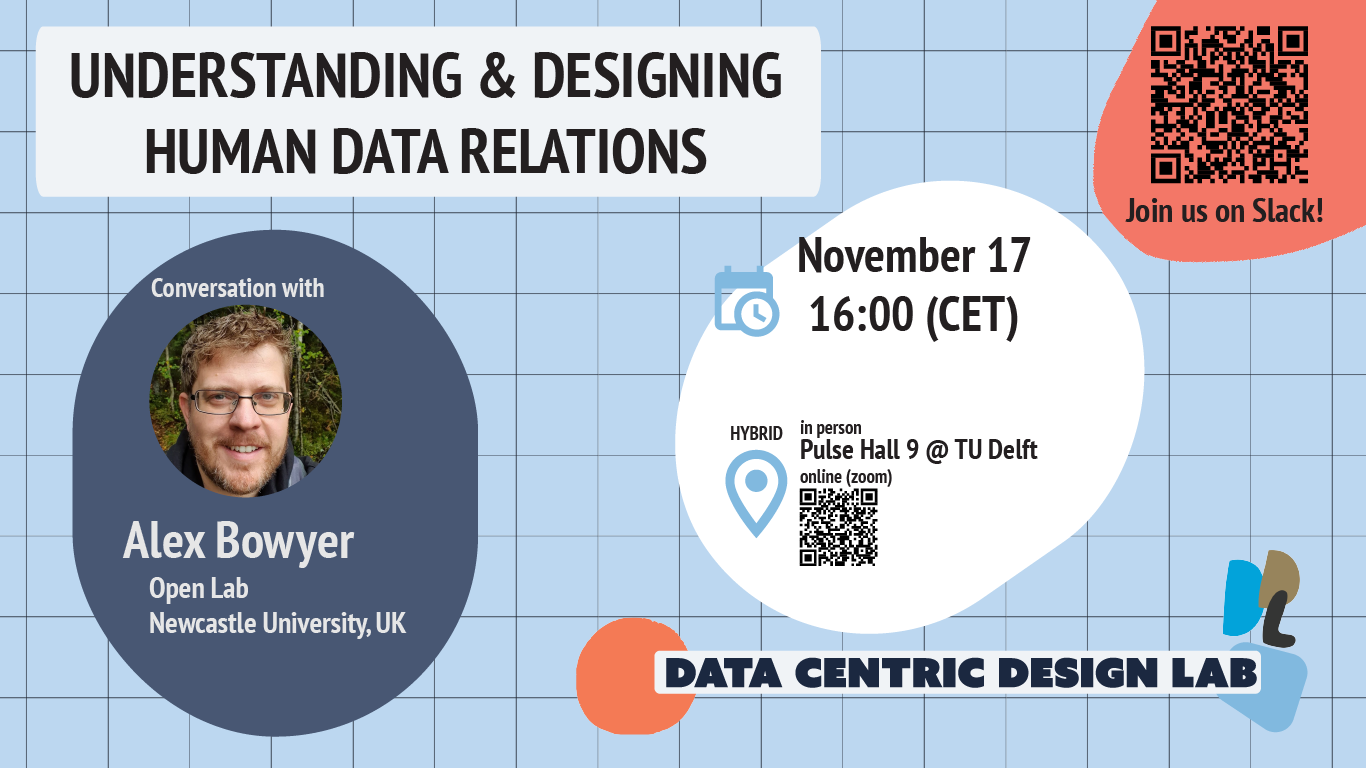 UNDERSTANDING & DESIGNING
HUMAN DATA RELATIONS
Join us on Slack!
Conversation with
Alex Bowyer
Open Lab
Newcastle University, UK
November 17
16:00 (CET)
HYBRID
in person
Pulse Hall 9 @ TU Delft
online (zoom)
DATA CENTRIC DESIGN LAB